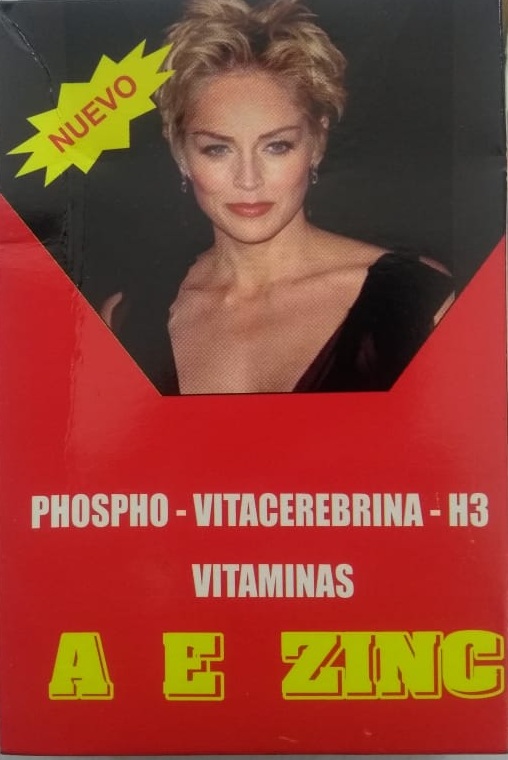 NUEVO
PHOSPHO - VITACEREBRINA - H3
VITAMINAS
A E ZINC